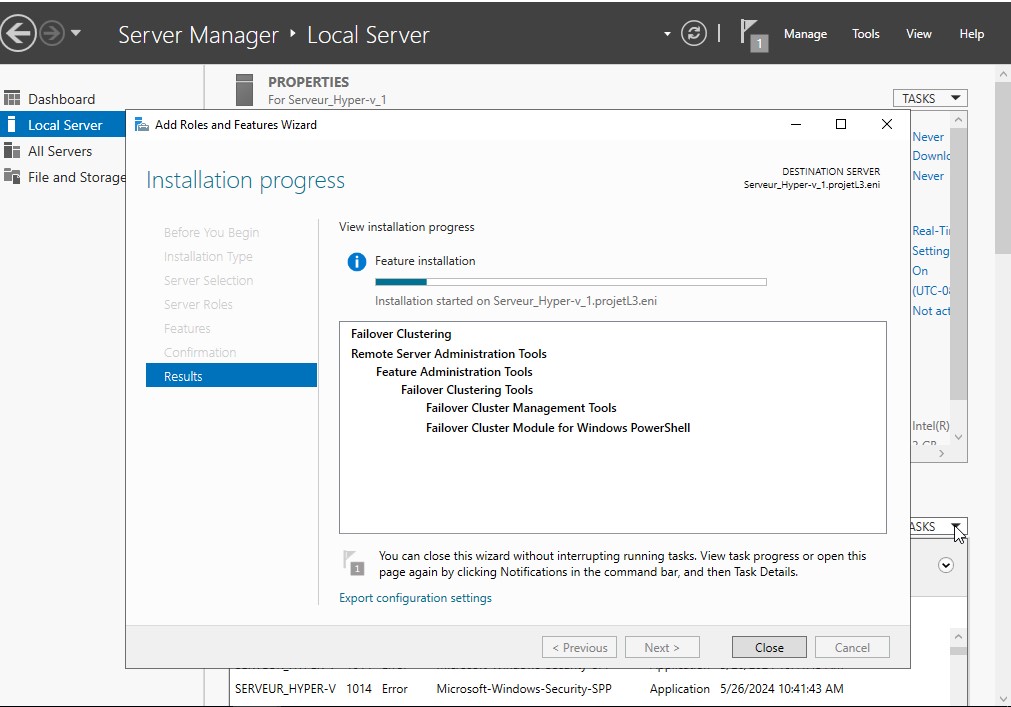 Server Manager ‣ Local Server
1
Manage Tools View Help
Dashboard
Local Server
All Servers
File and Storage
PROPERTIES
For Serveur_Hyper-v_1
TASKS
Add Roles and Features Wizard
Installation progress
DESTINATION SERVER
Serveur_Hyper-v_1.projetL3.eni
Before You Begin
Installation Type
Server Selection
Server Roles
Features
Confirmation
Results
View installation progress
Feature installation
Installation started on Serveur_Hyper-v_1.projetL3.eni
Failover Clustering
Remote Server Administration Tools
Feature Administration Tools
Failover Clustering Tools
Failover Cluster Management Tools
Failover Cluster Module for Windows PowerShell
1
You can close this wizard without interrupting running tasks. View task progress or open this
page again by clicking Notifications in the command bar, and then Task Details.
Export configuration settings
< Previous Next > Close Cancel
Never
Downlo
Never
Real-Ti
Setting
On
(UTC-08
Not act
Intel(R)
ASKS
SERVEUR_HYPER-V 1014 Error Microsoft-Windows-Security-SPP Application 5/26/2024 10:41:43 AM